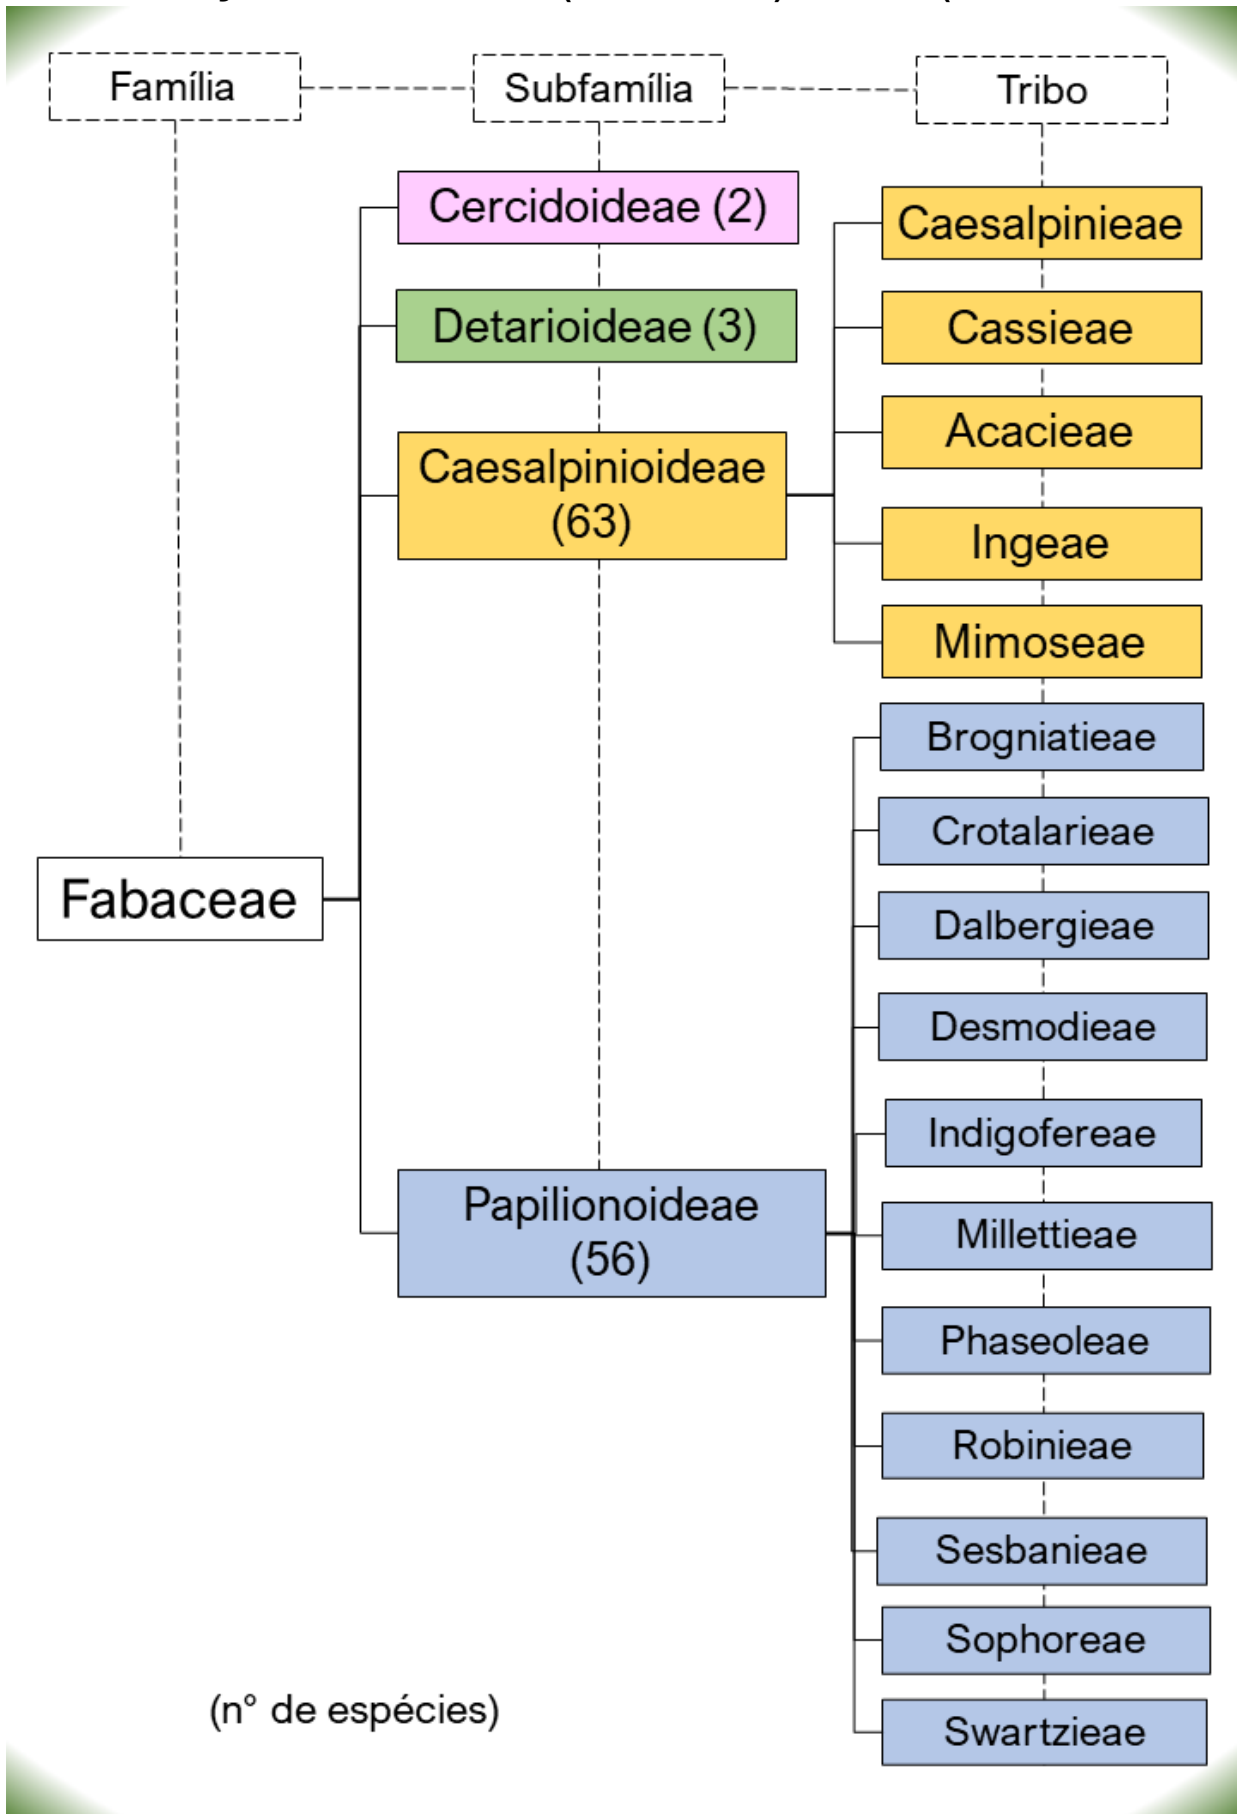 Família
Subfamília
Tribo
Cercidoideae (2)
Detarioideae (3)
Caesalpinioideae
(63)
Caesalpinieae
Cassieae
Acacieae
Ingeae
Mimoseae
Fabaceae
Papilionoideae
(56)
Brogniatieae
Crotalarieae
Dalbergieae
Desmodieae
Indigofereae
Millettieae
Phaseoleae
Robinieae
Sesbanieae
Sophoreae
Swartzieae
(n° de espécies)